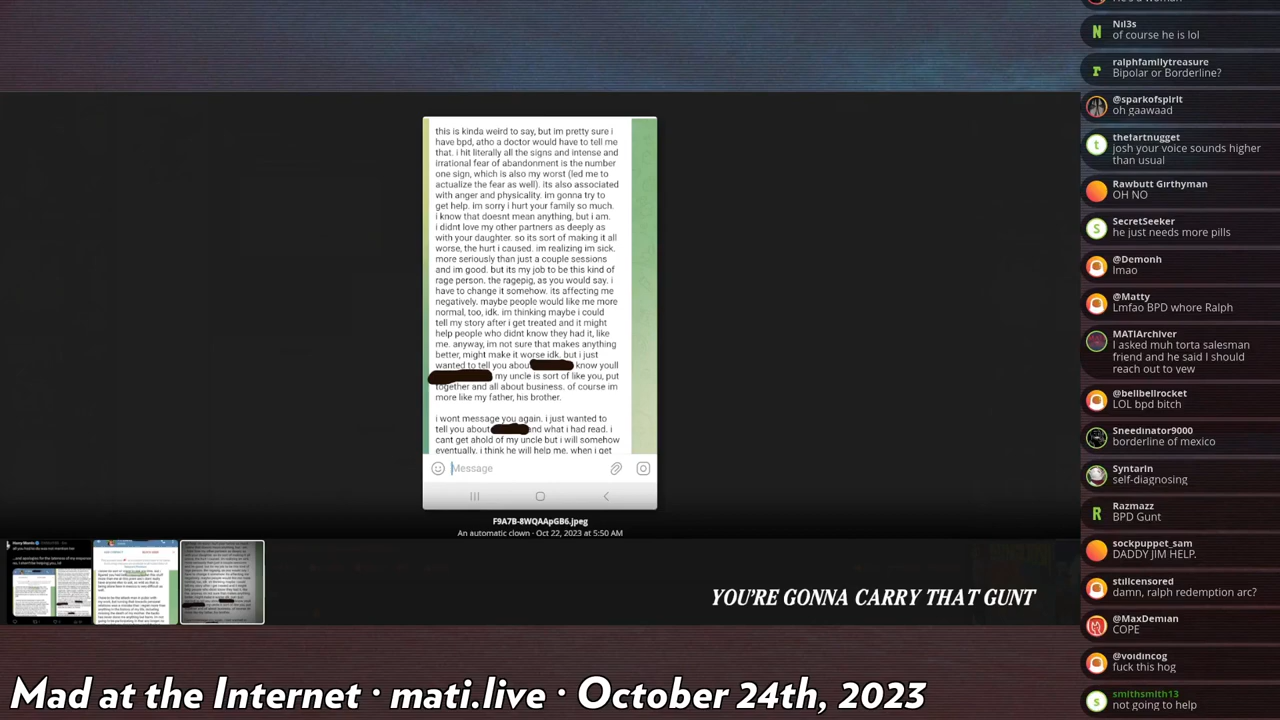 this is kinda weird to say, but im pretty sure i
have bpd, atho a doctor would have to tell me
that. i hit literally all the signs and intense and
irrational fear of abandonment is the number
one sign, which is also my worst (led me to
actualize the fear as well). its also associated
with anger and physicality. im gonna try to
get help. im sorry i hurt your family so much.
i know that doesnt mean anything, but i am.
i didnt love my other partners as deeply as
with your daughter. so its sort of making it all
worse, the hurt i caused. im realizing im sick.
more seriously than just a couple sessions
and im good. but its my job to be this kind of
rage person. the ragepig, as you would say. i
have to change it somehow. its affecting me
negatively. maybe people would like me more
normal, too, idk. im thinking maybe i could
tell my story after i get treated and it might
help people who didnt know they had it, like
me. anyway, im not sure that makes anything
better, might make it worse idk. but i just
wanted to tell you about know youll
my uncle is sort of like you, put
together and all about business. of course im
more like my father, his brother.
i wont message you again. i just wanted to
tell you about and what i had read. i
cant get ahold of my uncle but i will somehow
eventually. i think he will help me. when i get
Message
F9A7B-8WQAApGB6.jpeg
An automatic clown · Oct 22, 2023 at 5:50 AM
YOU'RE GONNA CARRY THAT GUNT
Mad at the Internet · mati.live · October 24th, 2023
Nil3s
of course he is lol
ralphfamilytreasure
Bipolar or Borderline?
@sparkofspirit
oh gaawaad
thefartnugget
josh your voice sounds higher
than usual
Rawbutt Girthyman
OH NO
SecretSeeker
he just needs more pills
@Demonh
lmao
@Matty
Lmfao BPD whore Ralph
MATIArchiver
I asked muh torta salesman
friend and he said I should
reach out to vew
@bellbellrocket
LOL bpd bitch
Sneedinator9000
borderline of mexico
Syntarin
self-diagnosing
Razmazz
BPD Gunt
sockpuppet_sam
DADDY JIM HELP.
stillcensored
damn, ralph redemption arc?
@MaxDemian
COPE
@voidincog
fuck this hog
smithsmith13
not going to help